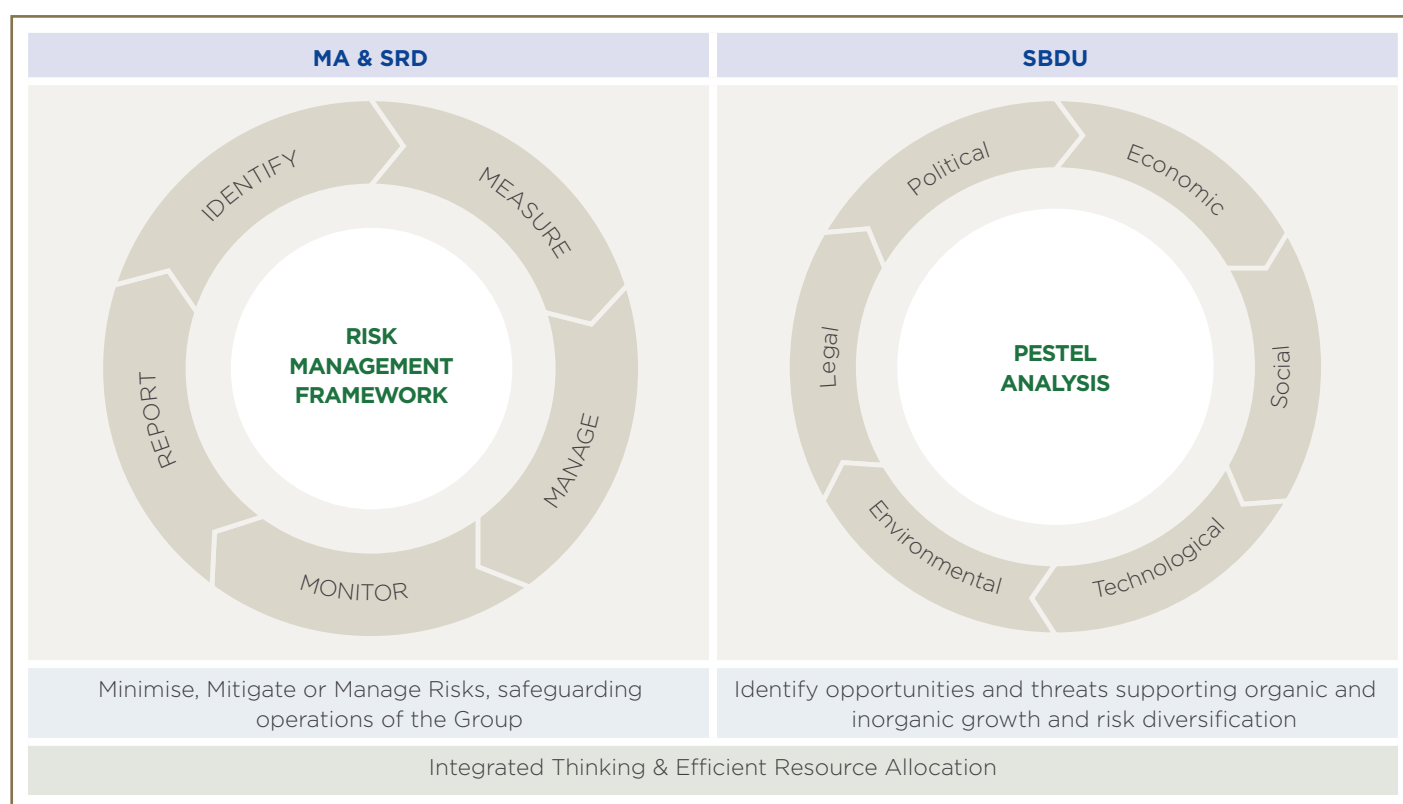 MA & SRD
IDENTIFY
MEASURE
MANAGE
MONITOR
REPORT
RISK
MANAGEMENT
FRAMEWORK
Minimise, Mitigate or Manage Risks, safeguarding
operations of the Group
SBDU
Political
Economic
Social
Technological
Environmental
Legal
PESTEL
ANALYSIS
Identify opportunities and threats supporting organic and
inorganic growth and risk diversification
Integrated Thinking & Efficient Resource Allocation